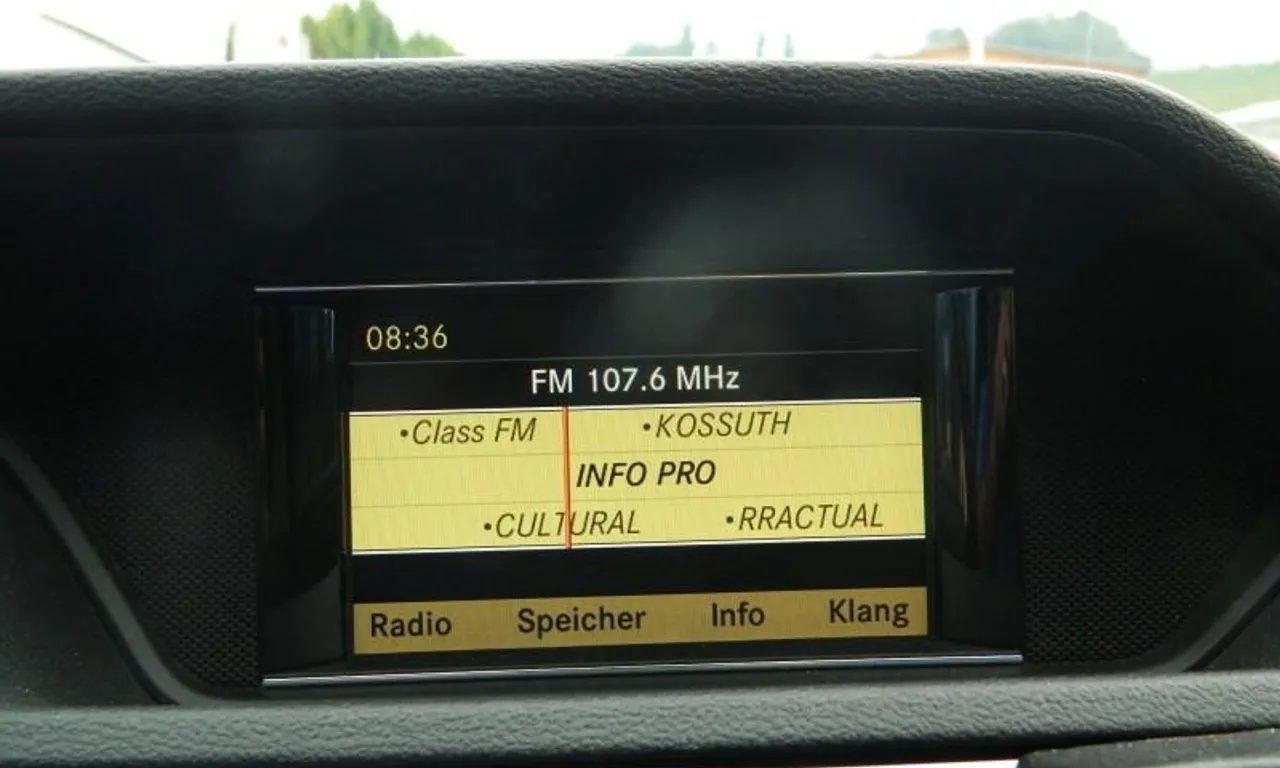 08:36
FM 107.6 MHz
•Class FM •KOSSUTH
INFO PRO
•CULTURAL •RRACTUAL
Radio Speicher Info Klang